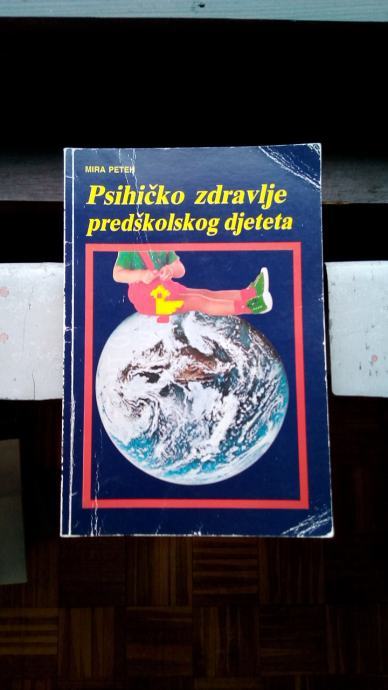 MIRA PETEH
Psihičko zdravlje
predškolskog djeteta